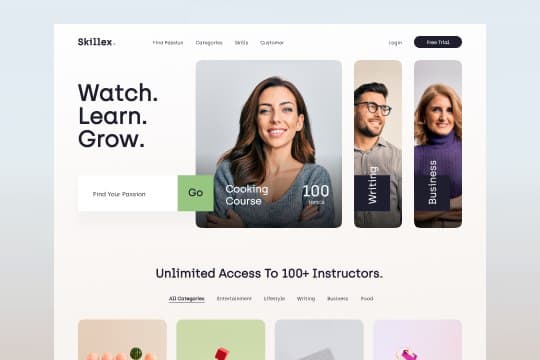 Skillex.
Find Passion Categories Skills Customer
Login
Free Trial
Watch.
Learn.
Grow.
Find Your Passion
Go
Cooking
Course
100
Writing
Business
Unlimited Access To 100+ Instructors.
All Categories Entertainment Lifestyle Writing Business Food